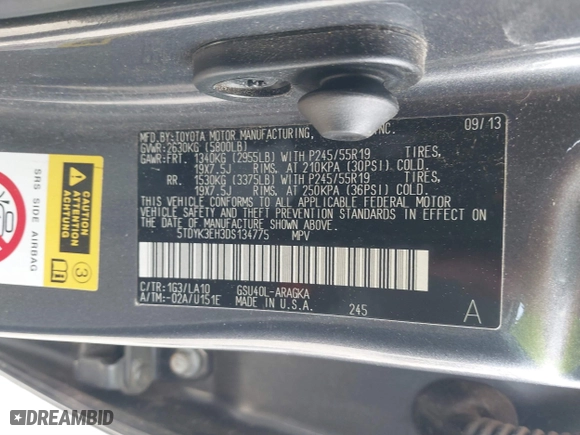 MFD.BY:TOYOTA MOTOR MANUFACTURING, INC. 09/13
GVWR:2630KG (5800LB)
GAWR:FRT. 1340KG (2955LB) WITH P245/55R19 TIRES,
19X7.5J RIMS. AT 210KPA (30PSI) COLD.
RR. 1530KG (3375LB) WITH P245/55R19 TIRES,
19X7.5J RIMS. AT 250KPA (36PSI) COLD.
THIS VEHICLE CONFORMS TO ALL APPLICABLE FEDERAL MOTOR
VEHICLE SAFETY AND THEFT PREVENTION STANDARDS IN EFFECT ON
THE DATE OF MANUFACTURE SHOWN ABOVE.
5TDYK3EH3DS134775 MPV
C/TR:1G3/LA10 GSU40L-ARAGKA
A/TM:-02A/U151E MADE IN U.S.A. 245 A
SRS SIDE AIRBAG
CAUTION
ATTENTION
ACHTUNG
3
DREAMBID